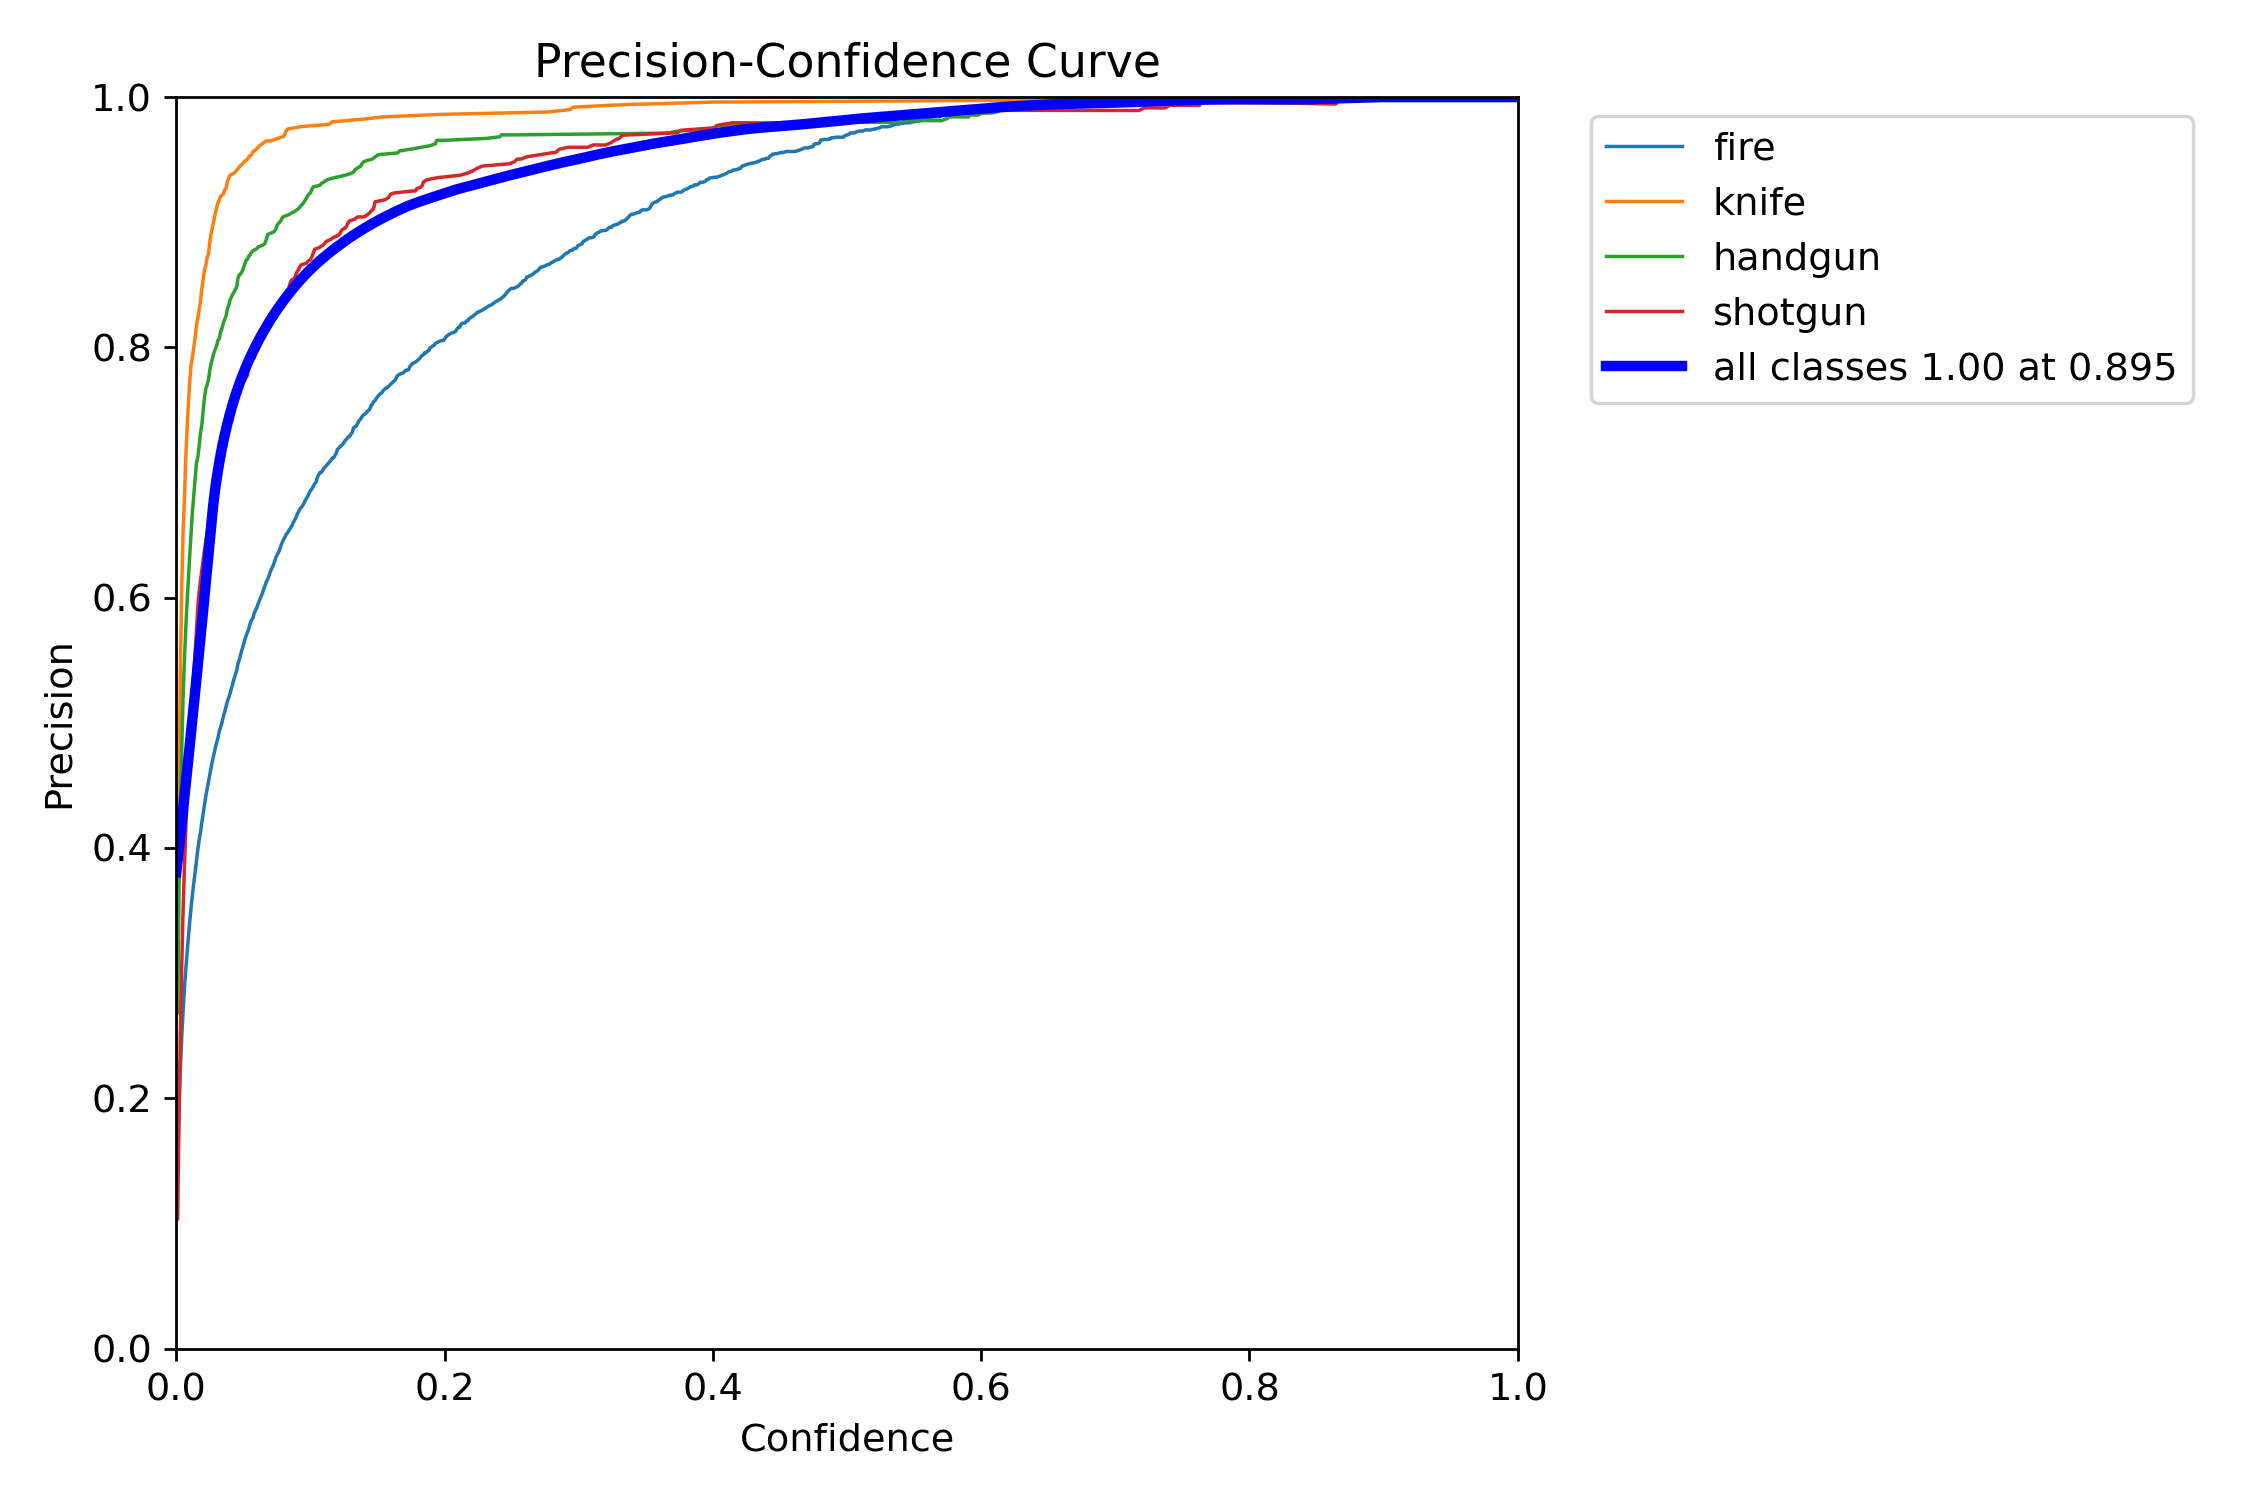 Precision-Confidence Curve
1.0
0.8
0.6
0.4
0.2
0.0
Precision
0.0 0.2 0.4 0.6 0.8 1.0
Confidence
fire
knife
handgun
shotgun
all classes 1.00 at 0.895